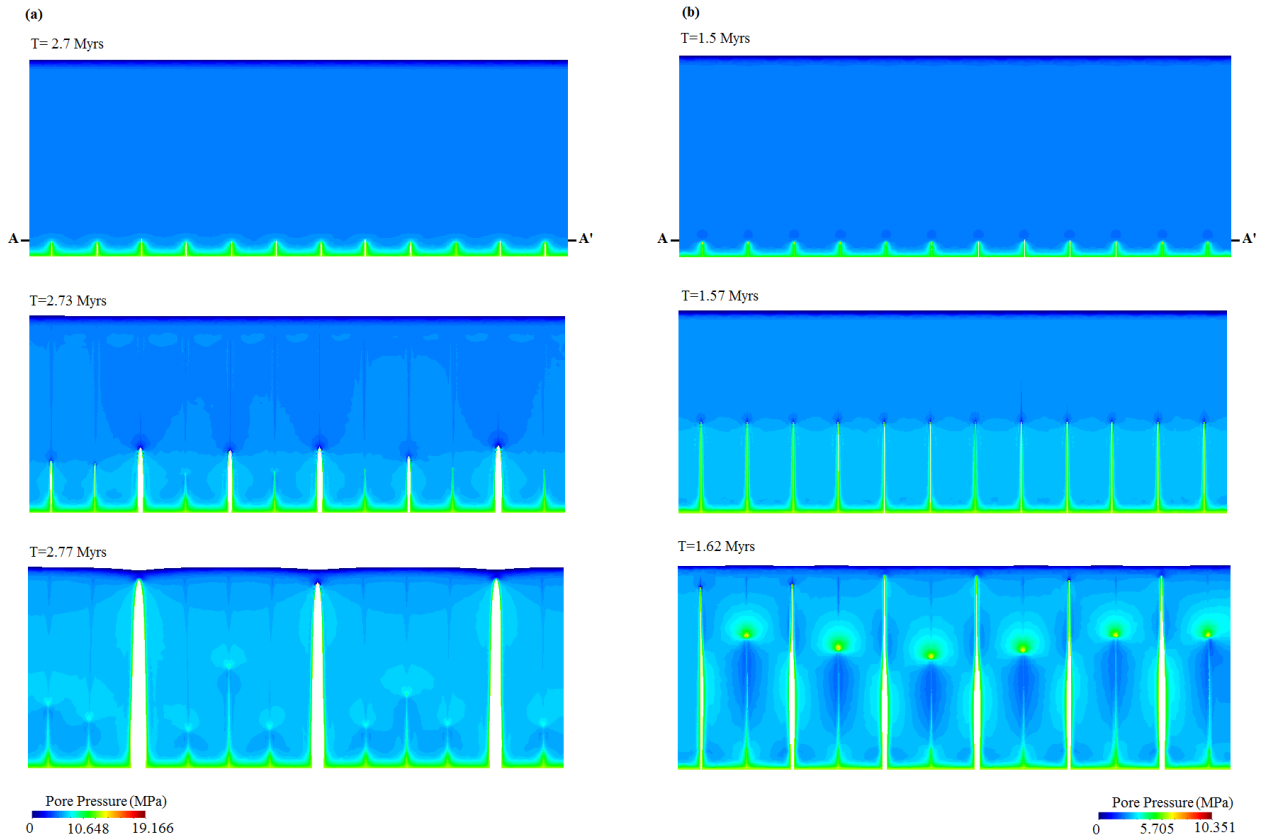 (a)
T= 2.7 Myrs
A A'
T=2.73 Myrs
T=2.77 Myrs
Pore Pressure (MPa)
0 10.648 19.166
(b)
T=1.5 Myrs
A A'
T=1.57 Myrs
T=1.62 Myrs
Pore Pressure (MPa)
0 5.705 10.351